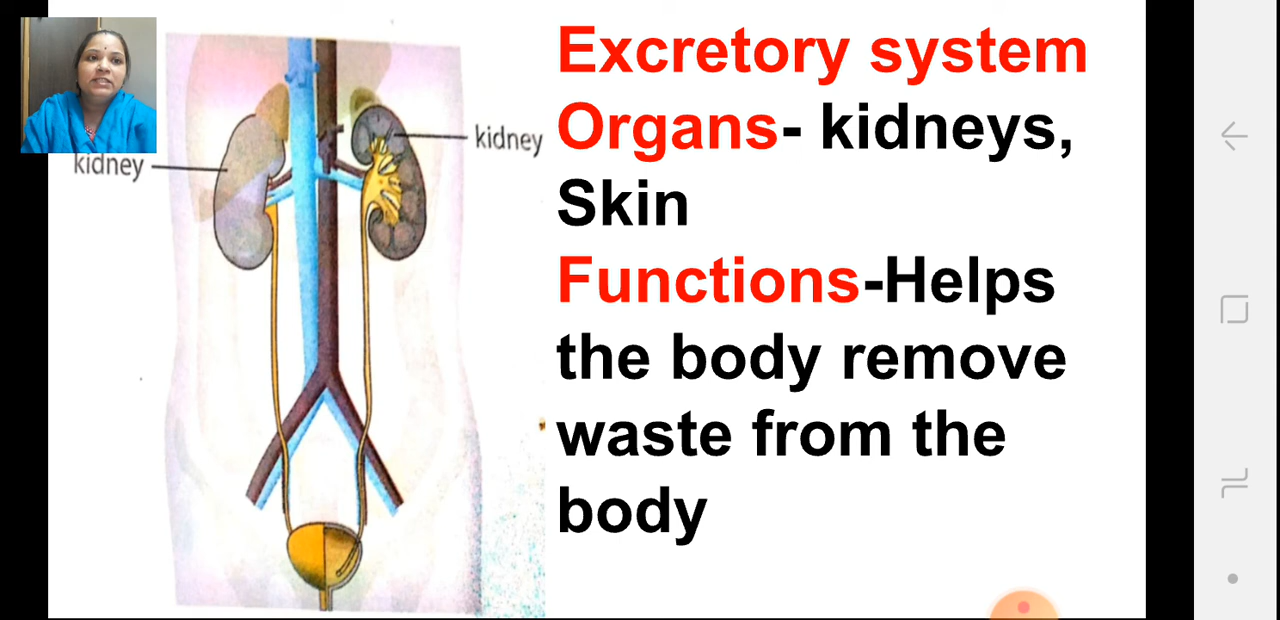 kidney
kidney
Excretory system
Organs- kidneys,
Skin
Functions-Helps
the body remove
waste from the
body